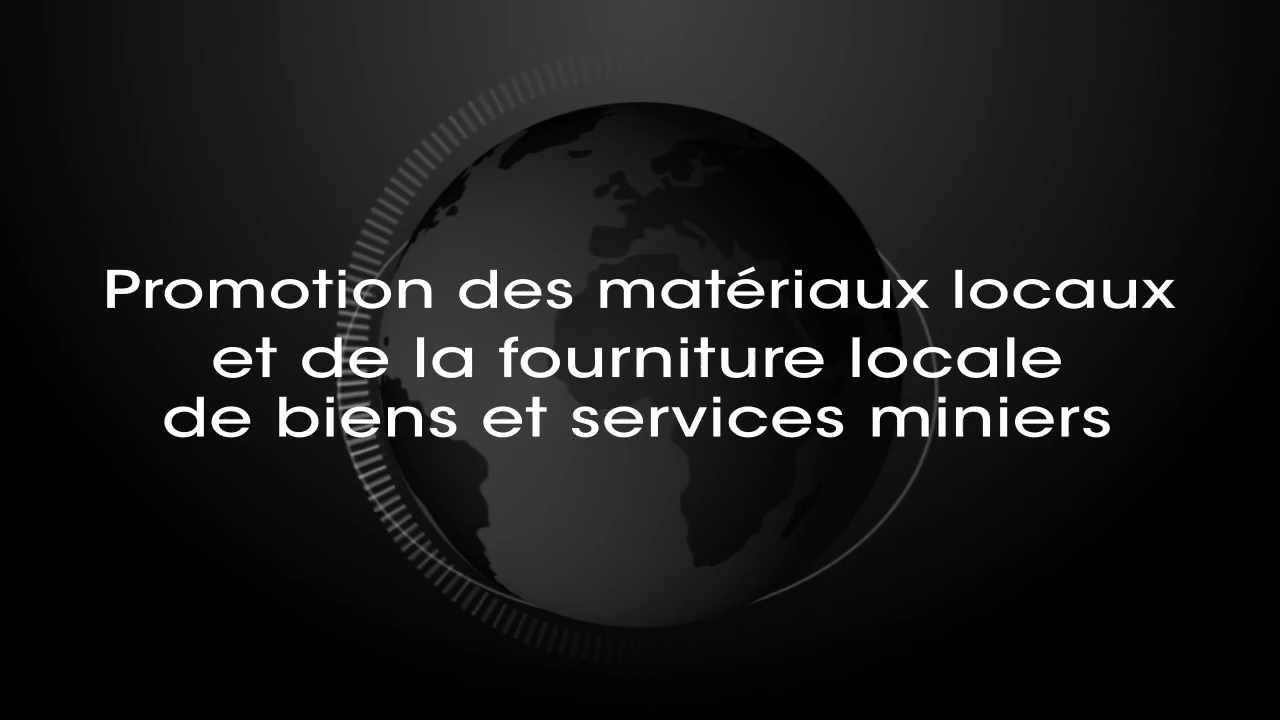 Promotion des matériaux locaux
et de la fourniture locale
de biens et services miniers